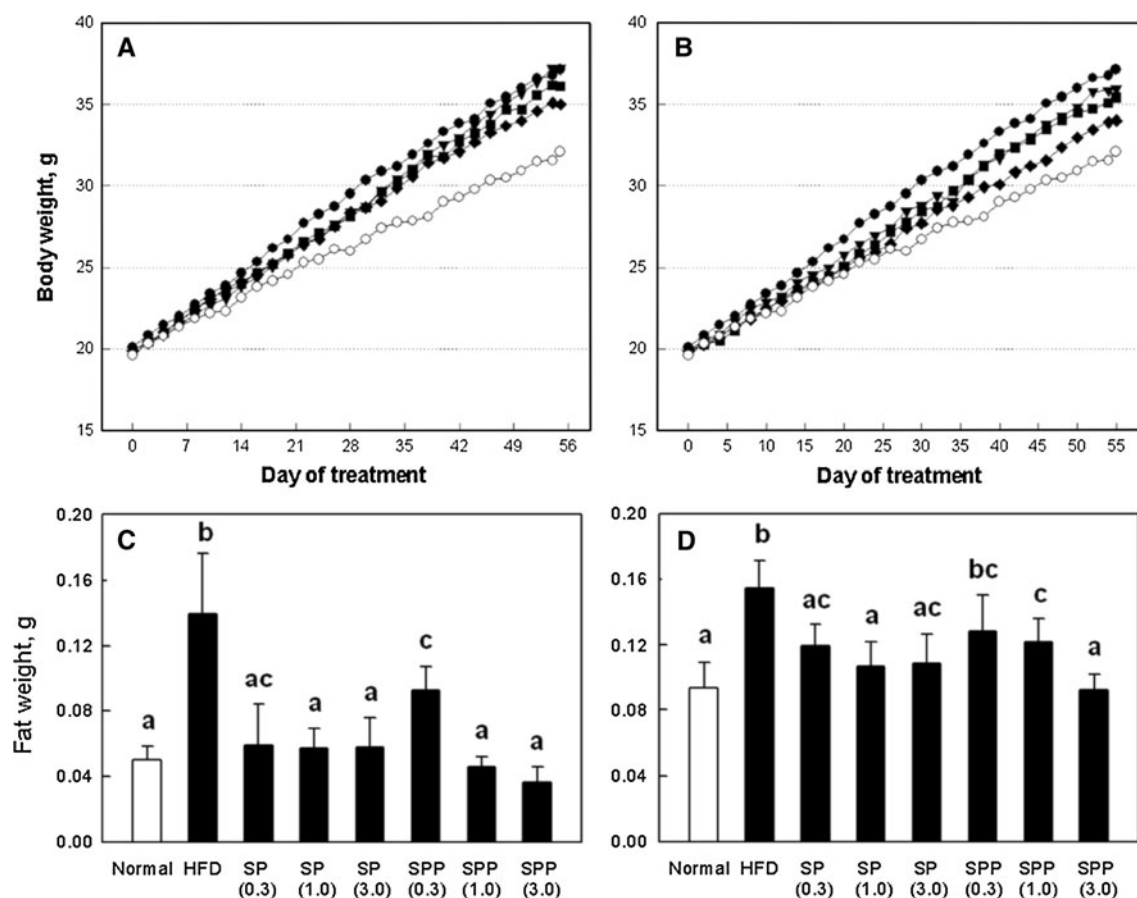 A
Body weight, g
40
35
30
25
20
15
0 7 14 21 28 35 42 49 56
Day of treatment
B
40
35
30
25
20
15
0 5 10 15 20 25 30 35 40 45 50 55
Day of treatment
C
Fat weight, g
0.20
0.16
0.12
0.08
0.04
0.00
a b ac a a c a a
Normal HFD SP SP SP SPP SPP SPP
(0.3) (1.0) (3.0) (0.3) (1.0) (3.0)
D
0.20
0.16
0.12
0.08
0.04
0.00
a b ac a ac bc c a
Normal HFD SP SP SP SPP SPP SPP
(0.3) (1.0) (3.0) (0.3) (1.0) (3.0)